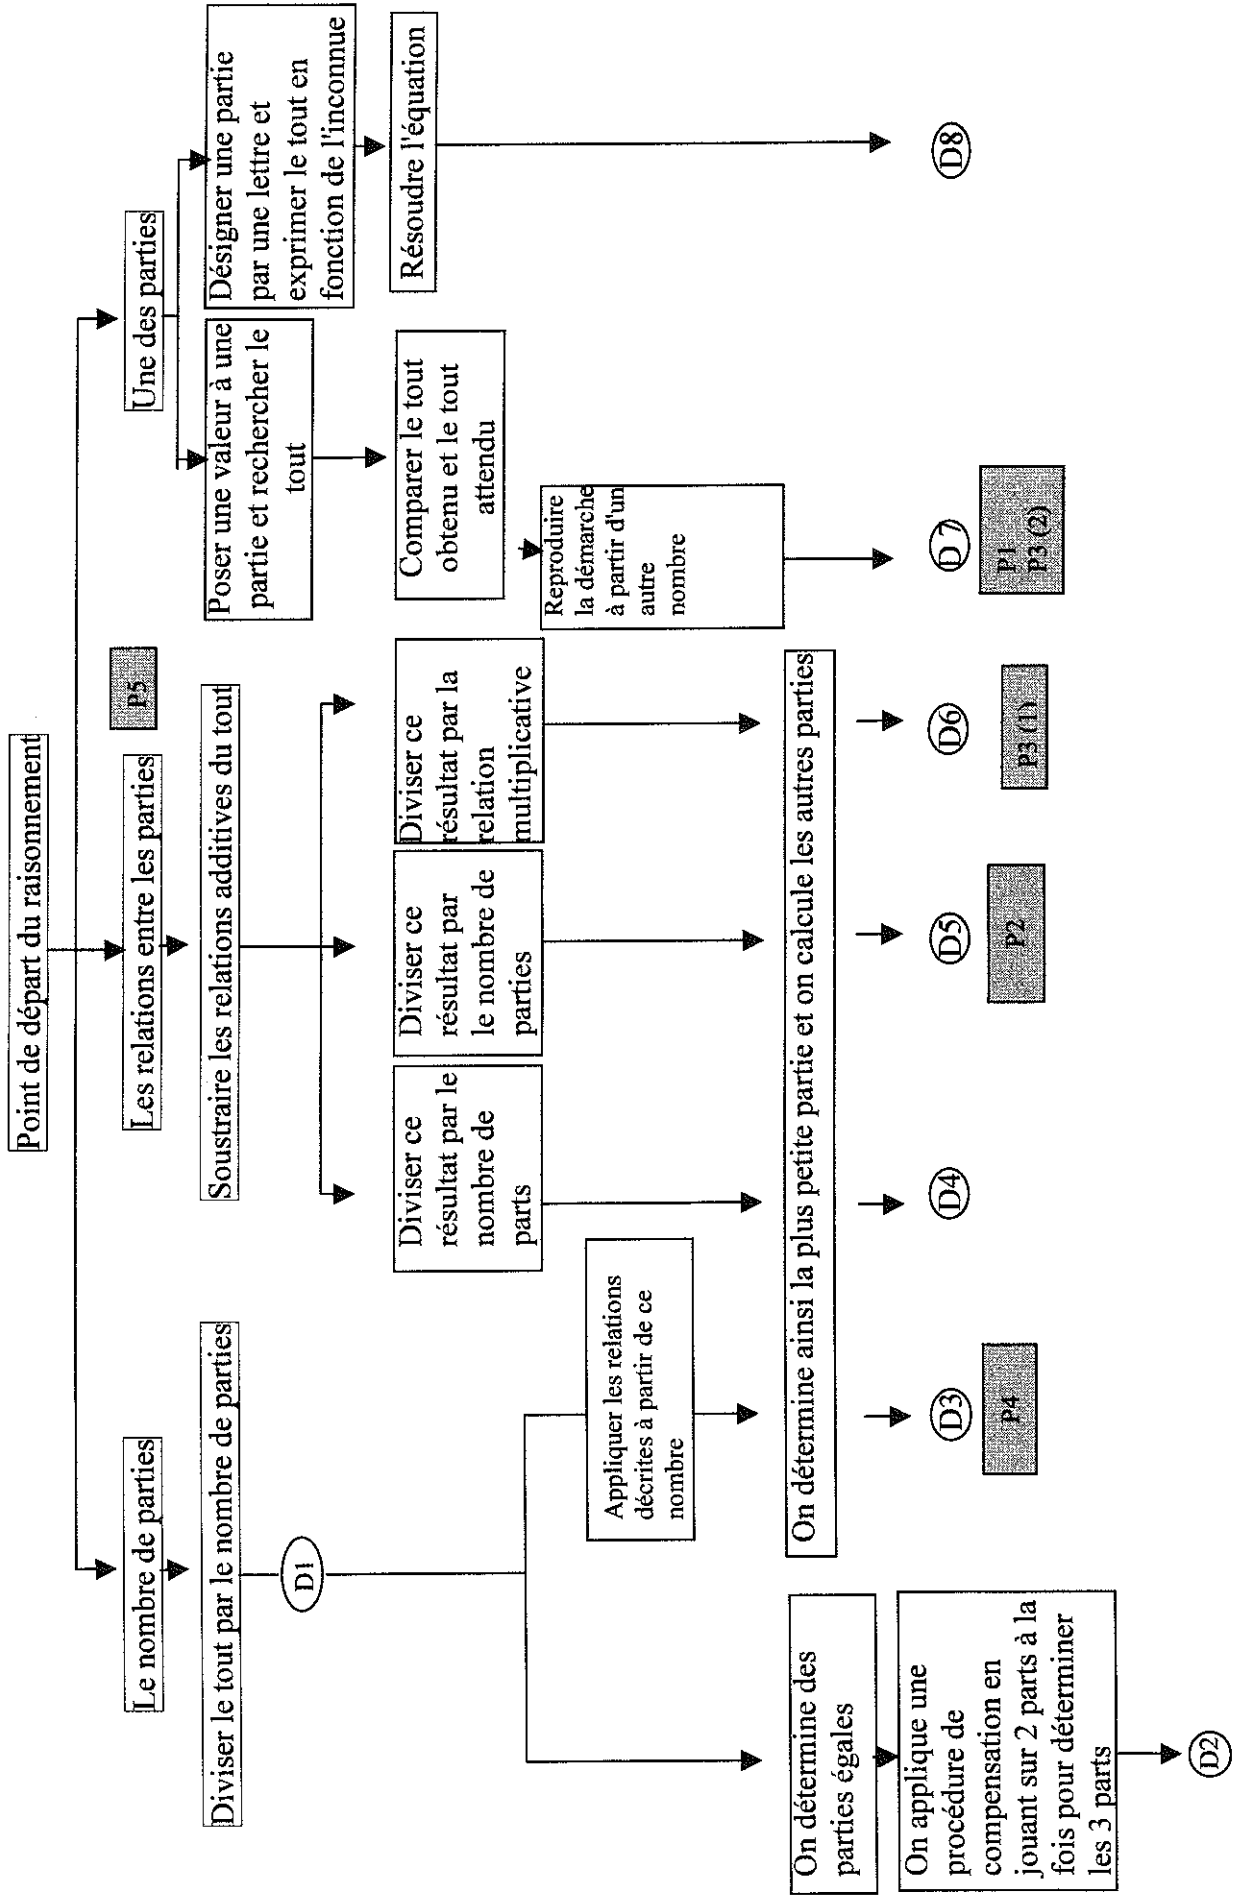 Point de départ du raisonnement
Le nombre de parties
Les relations entre les parties
P5
Une des parties
Diviser le tout par le nombre de parties
Soustraire les relations additives du tout
Poser une valeur à une
partie et rechercher le
tout
Désigner une partie
par une lettre et
exprimer le tout en
fonction de l'inconnue
D1
Diviser ce
résultat par le
nombre de
parts
Diviser ce
résultat par
le nombre de
parties
Diviser ce
résultat par la
relation
multiplicative
Comparer le tout
obtenu et le tout
attendu
Résoudre l'équation
Appliquer les relations
décrites à partir de ce
nombre
Reproduire
la démarche
à partir d'un
autre
nombre
On détermine des
parties égales
On détermine ainsi la plus petite partie et on calcule les autres parties
On applique une
procédure de
compensation en
jouant sur 2 parts à la
fois pour déterminer
les 3 parts
D3
D4
D5
D6
D 7
D8
P4
P2
P3 (1)
P1
P3 (2)
D2